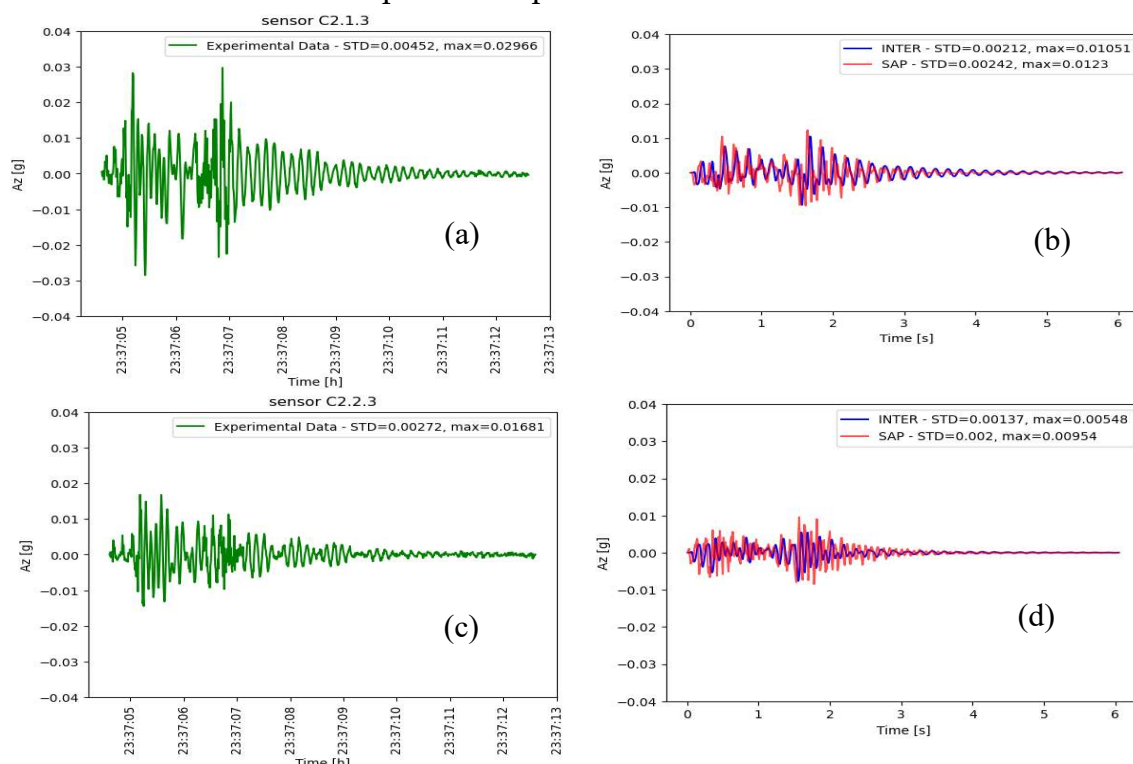 sensor C2.1.3
Experimental Data - STD=0.00452, max=0.02966
0.04
0.03
0.02
0.01
0.00
−0.01
−0.02
−0.03
−0.04
Az [g]
(a)
23:37:05
23:37:06
23:37:07
23:37:08
23:37:09
23:37:10
23:37:11
23:37:12
23:37:13
Time [h]
INTER - STD=0.00212, max=0.01051
SAP - STD=0.00242, max=0.0123
0.04
0.03
0.02
0.01
0.00
−0.01
−0.02
−0.03
−0.04
Az [g]
(b)
0 1 2 3 4 5 6
Time [s]
sensor C2.2.3
Experimental Data - STD=0.00272, max=0.01681
0.04
0.03
0.02
0.01
0.00
−0.01
−0.02
−0.03
−0.04
Az [g]
(c)
23:37:05
23:37:06
23:37:07
23:37:08
23:37:09
23:37:10
23:37:11
23:37:12
23:37:13
Time [h]
INTER - STD=0.00137, max=0.00548
SAP - STD=0.002, max=0.00954
0.04
0.03
0.02
0.01
0.00
−0.01
−0.02
−0.03
−0.04
Az [g]
(d)
0 1 2 3 4 5 6
Time [s]